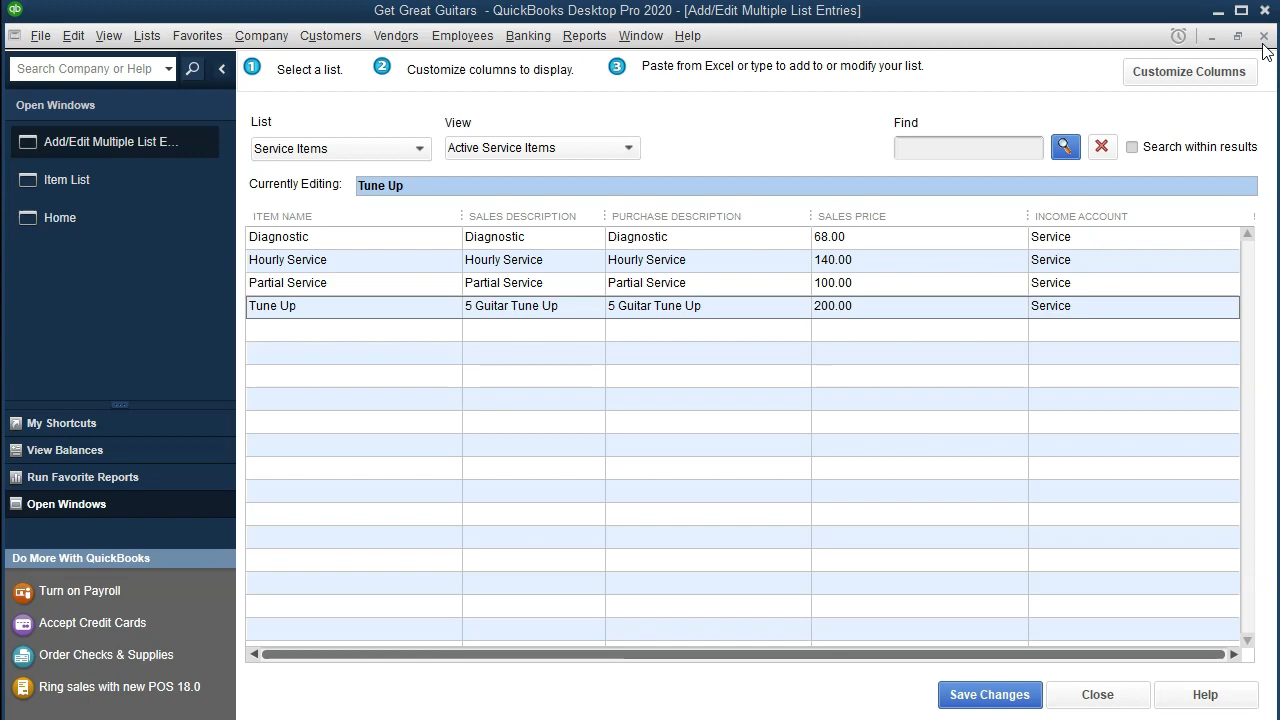 qb Get Great Guitars - QuickBooks Desktop Pro 2020 - [Add/Edit Multiple List Entries]
File Edit View Lists Favorites Company Customers Vendors Employees Banking Reports Window Help
Search Company or Help
1 Select a list. 2 Customize columns to display. 3 Paste from Excel or type to add to or modify your list.
Customize Columns
Open Windows
Add/Edit Multiple List E...
Item List
Home
My Shortcuts
View Balances
Run Favorite Reports
Open Windows
Do More With QuickBooks
Turn on Payroll
Accept Credit Cards
Order Checks & Supplies
Ring sales with new POS 18.0
List View Find
Service Items Active Service Items Search within results
Currently Editing: Tune Up
ITEM NAME SALES DESCRIPTION PURCHASE DESCRIPTION SALES PRICE INCOME ACCOUNT
Diagnostic Diagnostic Diagnostic 68.00 Service
Hourly Service Hourly Service Hourly Service 140.00 Service
Partial Service Partial Service Partial Service 100.00 Service
Tune Up 5 Guitar Tune Up 5 Guitar Tune Up 200.00 Service
Save Changes Close Help